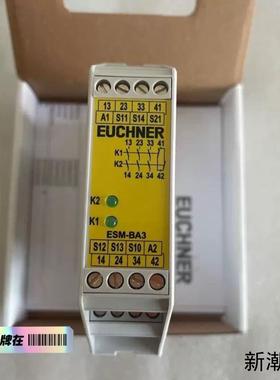 13 23 33 41
A1 S11 S14 S21
EUCHNER
13 23 33 41
K1
K2
14 24 34 42
K2
K1
ESM-BA3
S12 S13 S10 A2
14 24 34 42
EUCHNER
牌在
新潮